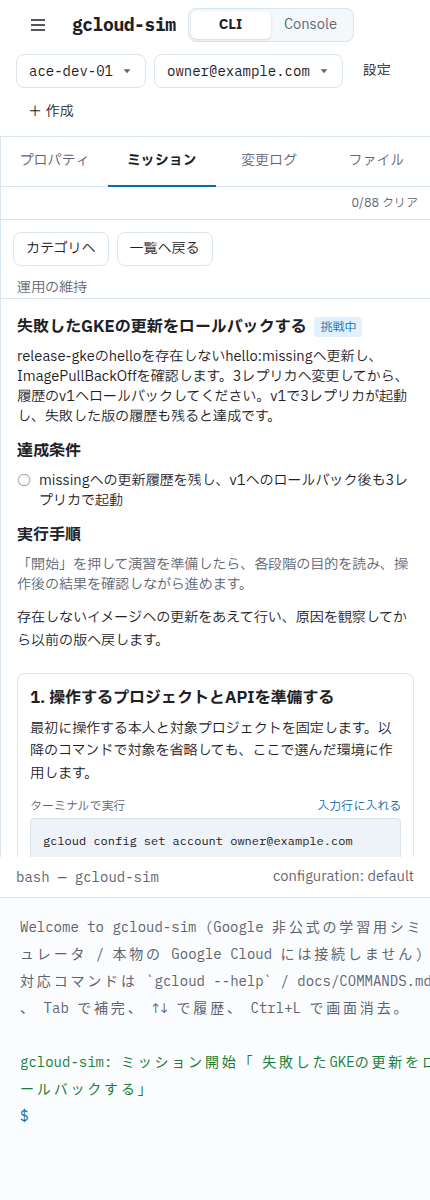 gcloud-sim CLI Console
ace-dev-01 owner@example.com 設定
＋ 作成
プロパティ ミッション 変更ログ ファイル
0/88 クリア
カテゴリへ 一覧へ戻る
運用の維持
失敗したGKEの更新をロールバックする 挑戦中
release-gkeのhelloを存在しないhello:missingへ更新し、
ImagePullBackOffを確認します。3レプリカへ変更してから、
履歴のv1へロールバックしてください。v1で3レプリカが起動
し、失敗した版の履歴も残ると達成です。
達成条件
missingへの更新履歴を残し、v1へのロールバック後も3レ
プリカで起動
実行手順
「開始」を押して演習を準備したら、各段階の目的を読み、操
作後の結果を確認しながら進めます。
存在しないイメージへの更新をあえて行い、原因を観察してか
ら以前の版へ戻します。
1. 操作するプロジェクトとAPIを準備する
最初に操作する本人と対象プロジェクトを固定します。以
降のコマンドで対象を省略しても、ここで選んだ環境に作
用します。
ターミナルで実行 入力行に入れる
gcloud config set account owner@example.com
bash — gcloud-sim configuration: default
Welcome to gcloud-sim (Google 非公式の学習用シミ
ュレータ / 本物の Google Cloud には接続しません)
対応コマンドは `gcloud --help` / docs/COMMANDS.md
、 Tab で補完、 ↑↓ で履歴、 Ctrl+L で画面消去。
gcloud-sim: ミッション開始「 失敗したGKEの更新をロ
ールバックする」
$